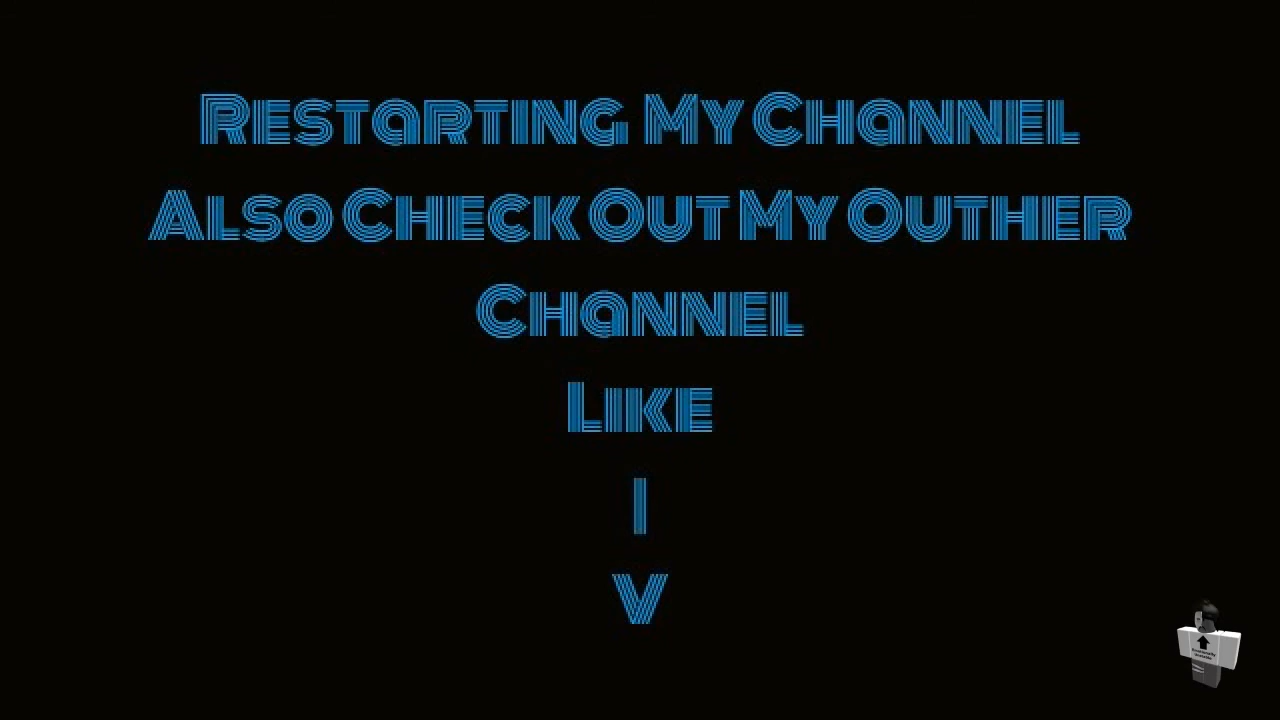 Restarting My Channel
Also Check Out My Outher
Channel
Like
|
V